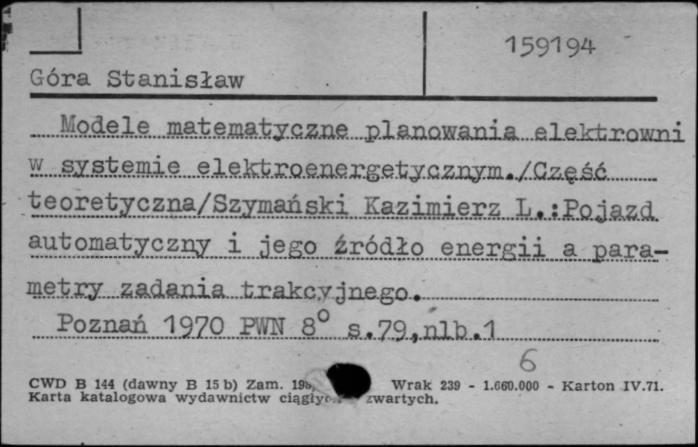 159194
Góra Stanisław
Modele matematyczne planowania elektrowni
w systemie elektroenergetycznym./Część
teoretyczna/Szymański Kazimierz L.:Pojazd
automatyczny i jego źródło energii a para-
metry zadania trakcyjnego.
Poznań 1970 PWN 8° s.79,nlb.1
6
CWD B 144 (dawny B 15 b) Zam. Wrak 239 - 1.660.000 - Karton IV.71.
Karta katalogowa wydawnictw zwartych.